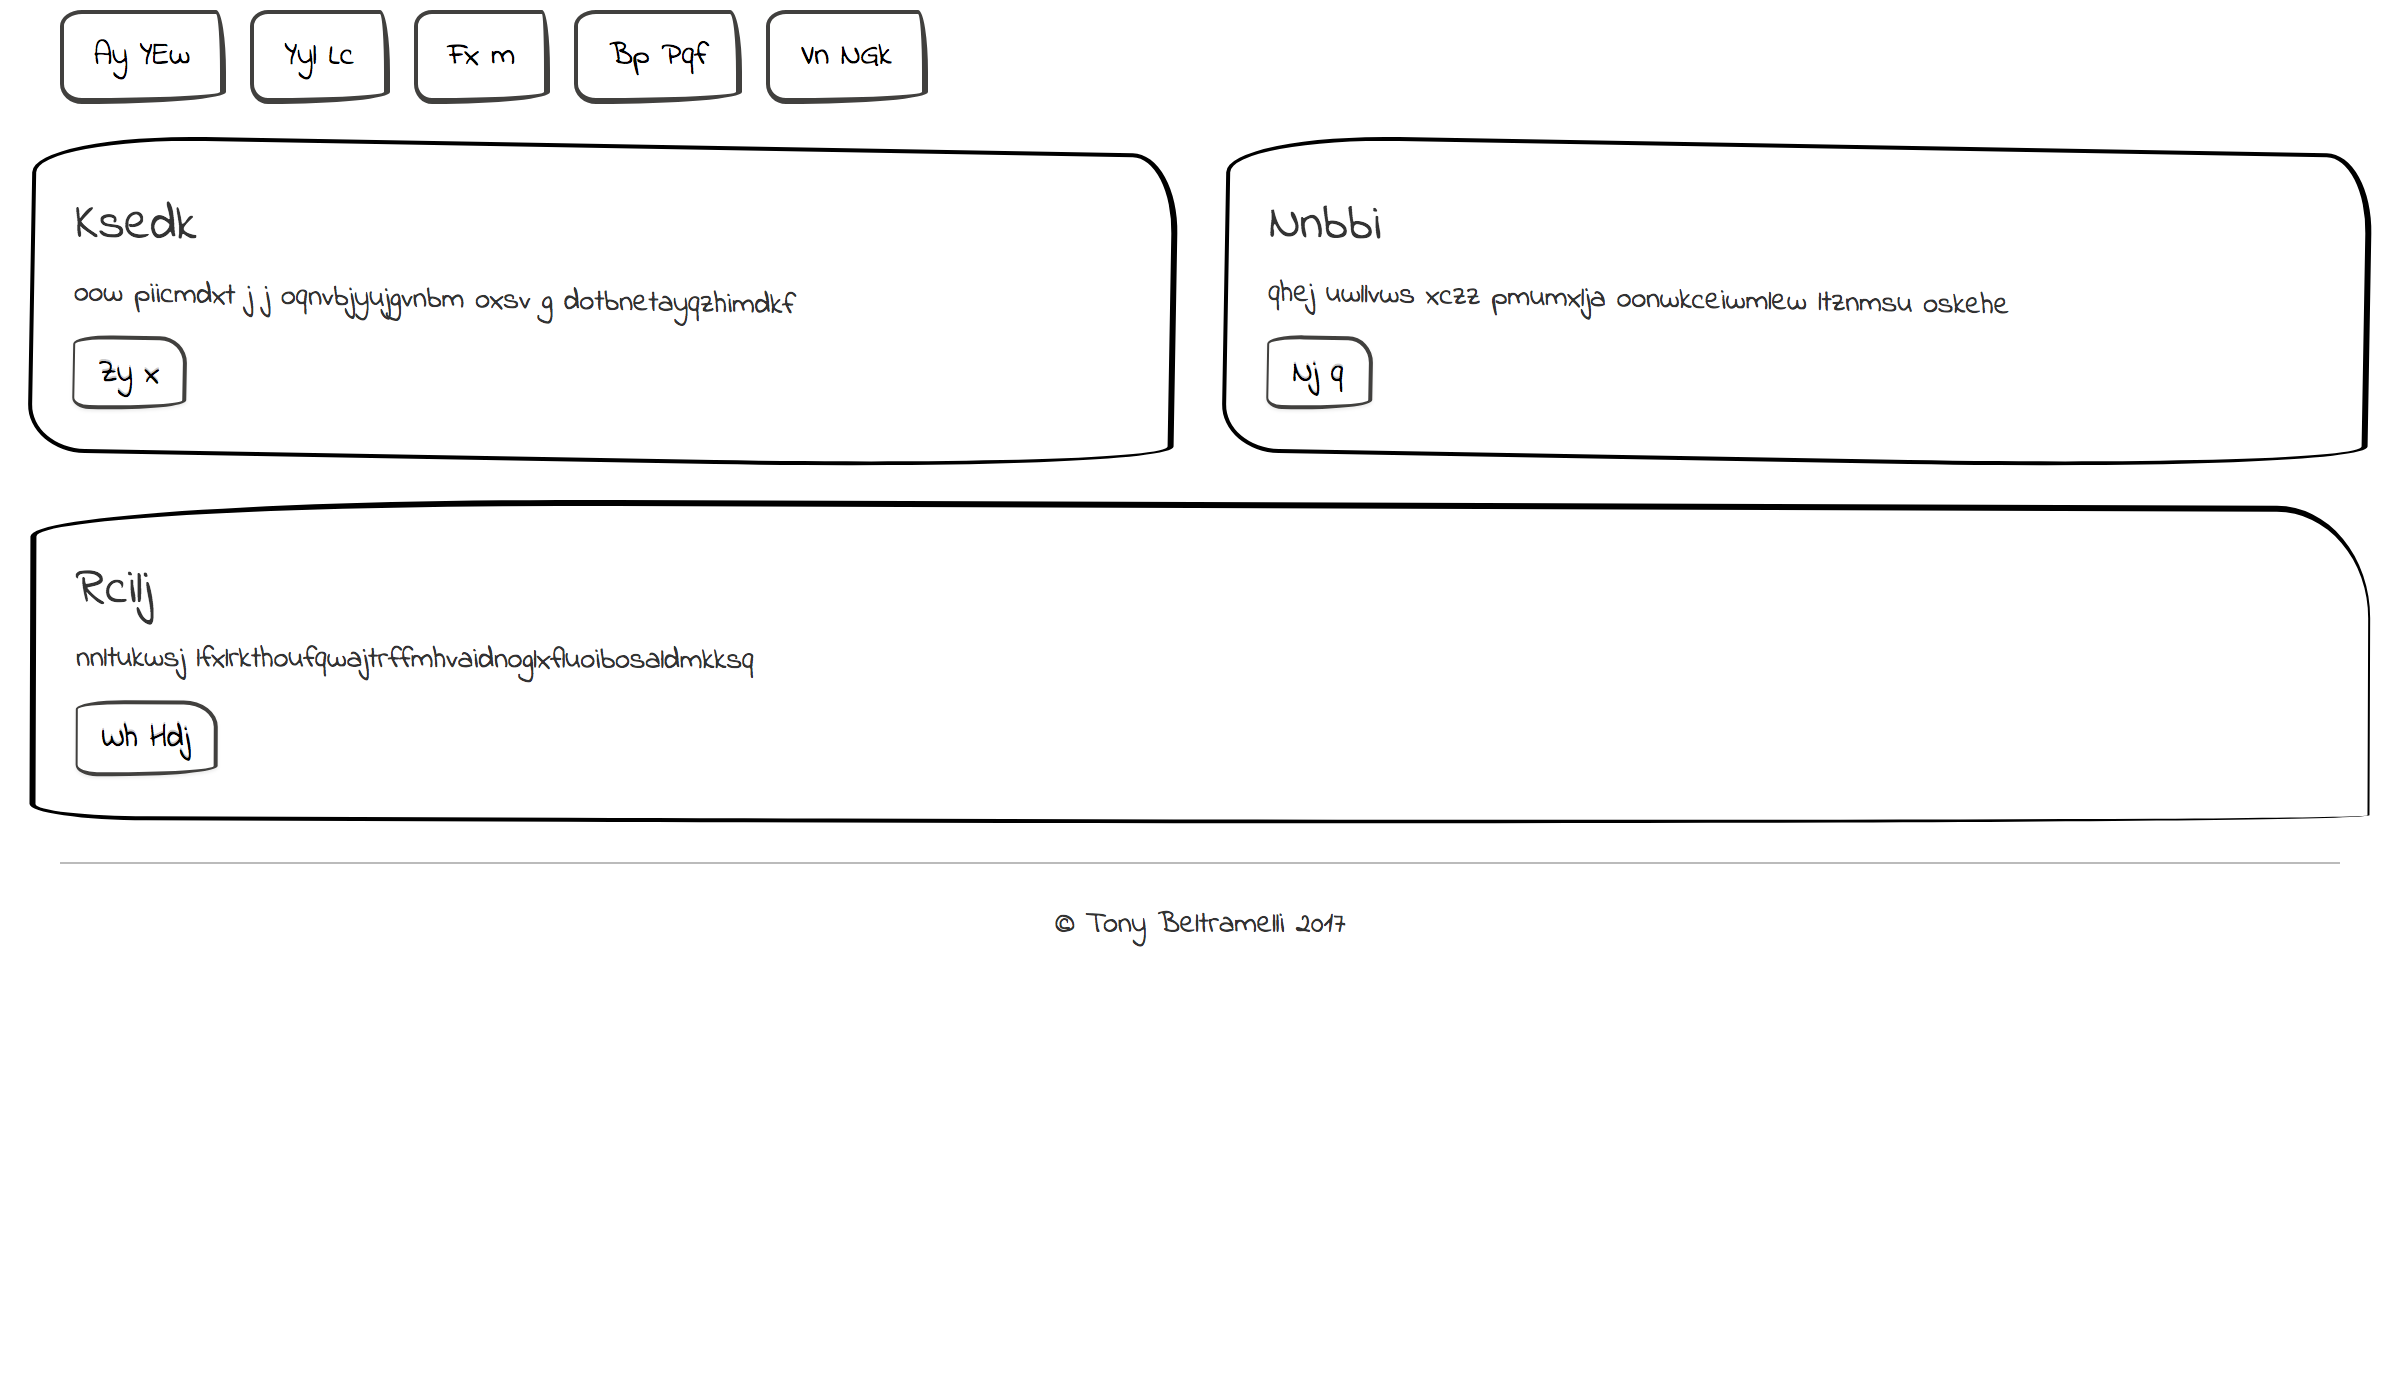 Ay YEw Yyl Lc Fx m Bp Pqf Vn NGk
Ksedk
oow piicmdxt j j oqnvbjyujgvnbm oxsv g dotbnetayqzhimdkf
Zy x
Nnbbi
qhej uwllvws xczz pmumxlja oonwkceiwmlew ltznmsu oskehe
Nj q
Rcilj
nnltukwsj lfxlrkthoufqwajtrffmhvaidnoglxfluoibosaldmkksq
Wh Hdj
© Tony Beltramelli 2017